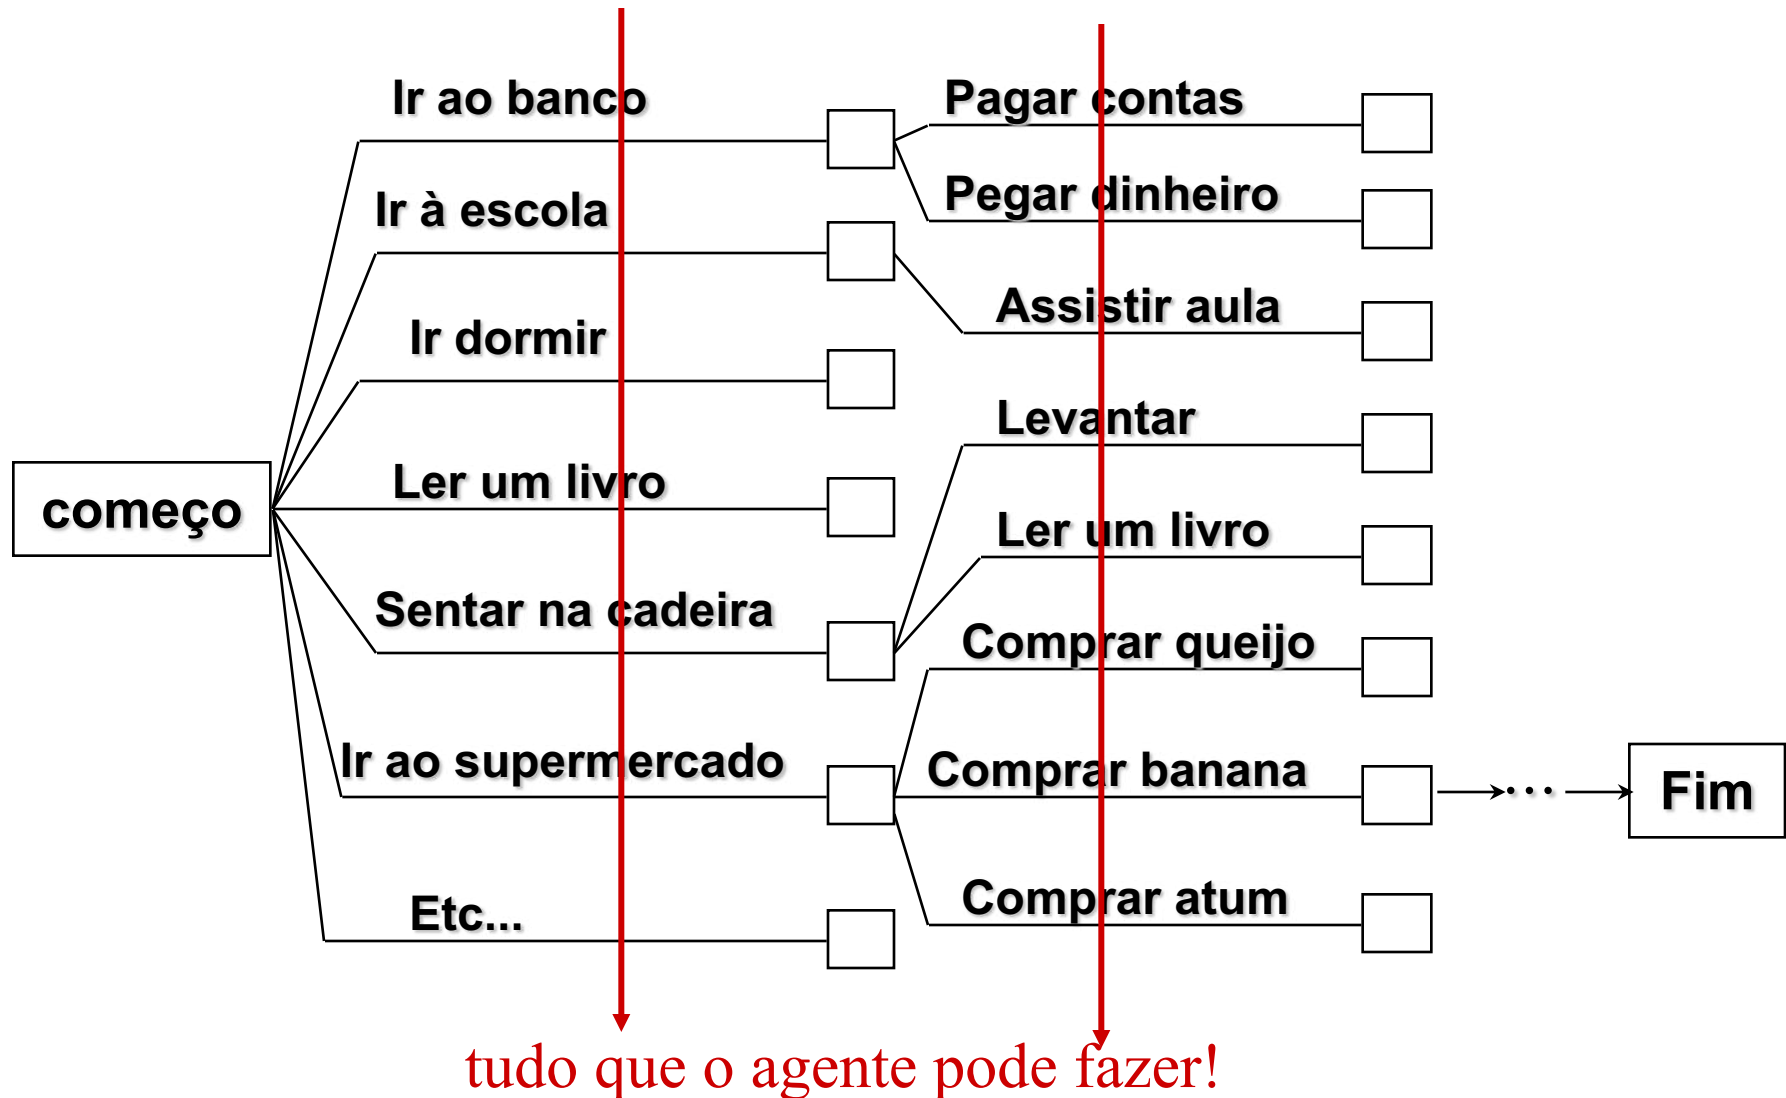 Ir ao banco
Pagar contas
Pegar dinheiro
Ir à escola
Assistir aula
Ir dormir
Levantar
Ler um livro
começo
Ler um livro
Sentar na cadeira
Comprar queijo
Ir ao supermercado
Comprar banana
...
Fim
Comprar atum
Etc...
tudo que o agente pode fazer!